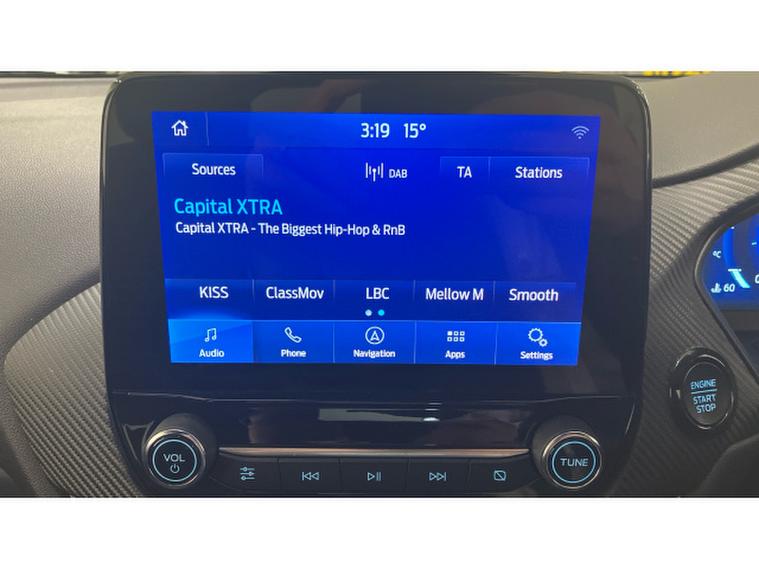 3:19 15°
Sources DAB TA Stations
Capital XTRA
Capital XTRA - The Biggest Hip-Hop & RnB
KISS ClassMov LBC Mellow M Smooth
Audio Phone Navigation Apps Settings
°C
60
ENGINE
START
STOP
VOL
TUNE